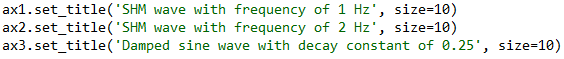 ax1.set_title('SHM wave with frequency of 1 Hz', size=10)
ax2.set_title('SHM wave with frequency of 2 Hz', size=10)
ax3.set_title('Damped sine wave with decay constant of 0.25', size=10)